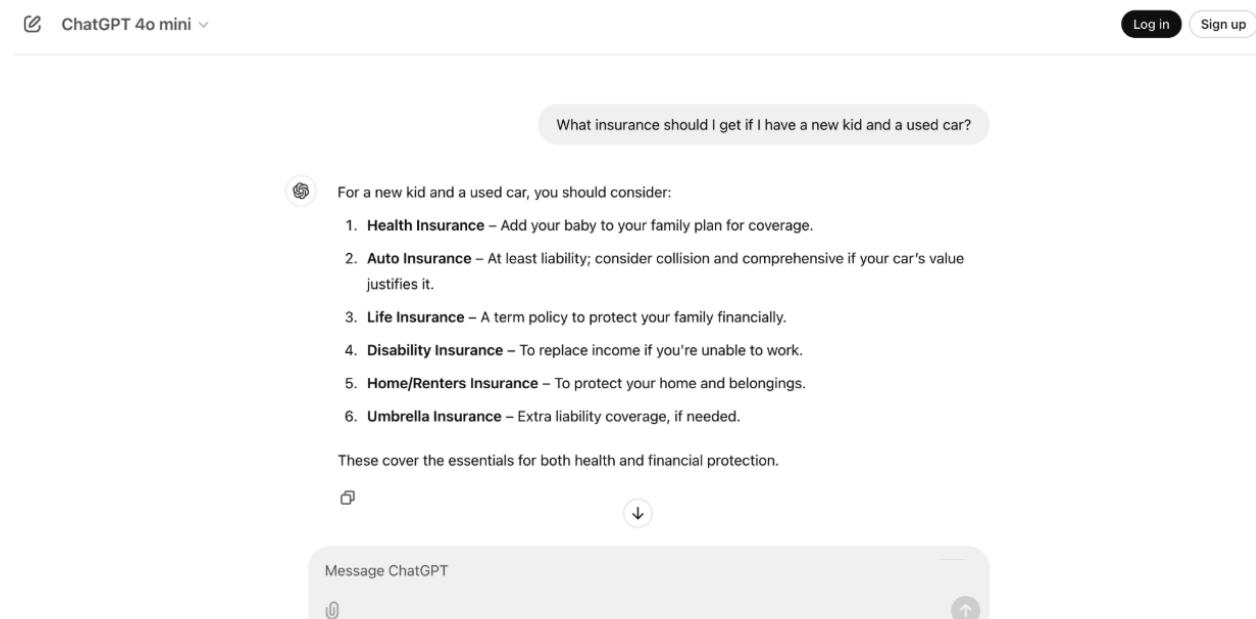 ChatGPT 4o mini
Log in
Sign up
What insurance should I get if I have a new kid and a used car?
For a new kid and a used car, you should consider:
1. Health Insurance – Add your baby to your family plan for coverage.
2. Auto Insurance – At least liability; consider collision and comprehensive if your car's value
justifies it.
3. Life Insurance – A term policy to protect your family financially.
4. Disability Insurance – To replace income if you're unable to work.
5. Home/Renters Insurance – To protect your home and belongings.
6. Umbrella Insurance – Extra liability coverage, if needed.
These cover the essentials for both health and financial protection.
Message ChatGPT